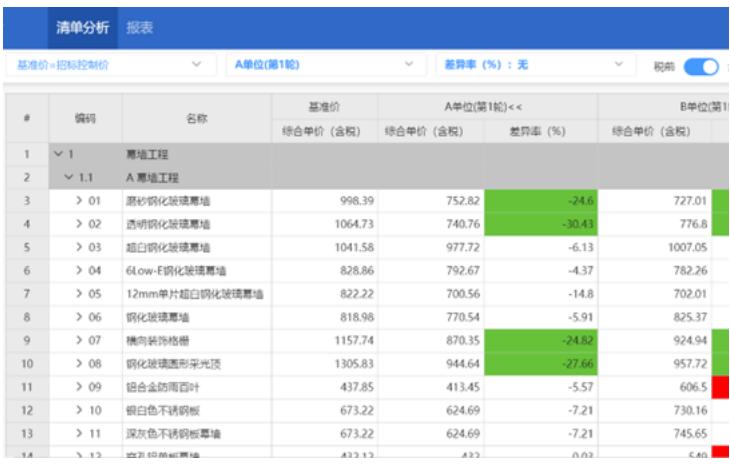 清单分析 报表
基准价=招标控制价 A单位(第1轮) 差异率（%）：无 税前
# 编码 名称 基准价 A单位(第1轮)<< B单位(第1
综合单价（含税） 综合单价（含税） 差异率（%） 综合单价（含税）
1 1 幕墙工程
2 1.1 A 幕墙工程
3 01 磨砂钢化玻璃幕墙 998.39 752.82 -24.6 727.01
4 02 透明钢化玻璃幕墙 1064.73 740.76 -30.43 776.8
5 03 超白钢化玻璃幕墙 1041.58 977.72 -6.13 1007.05
6 04 6Low-E钢化玻璃幕墙 828.86 792.67 -4.37 782.26
7 05 12mm单片超白钢化玻璃幕墙 822.22 700.56 -14.8 702.01
8 06 钢化玻璃幕墙 818.98 770.54 -5.91 825.37
9 07 横向装饰格栅 1157.74 870.35 -24.82 924.94
10 08 钢化玻璃圆形采光顶 1305.83 944.64 -27.66 957.72
11 09 铝合金防雨百叶 437.85 413.45 -5.57 606.5
12 10 银白色不锈钢板 673.22 624.69 -7.21 730.16
13 11 深灰色不锈钢板幕墙 673.22 624.69 -7.21 745.65
14 12 穿孔铝单板幕墙 432.12 432 -0.03 549